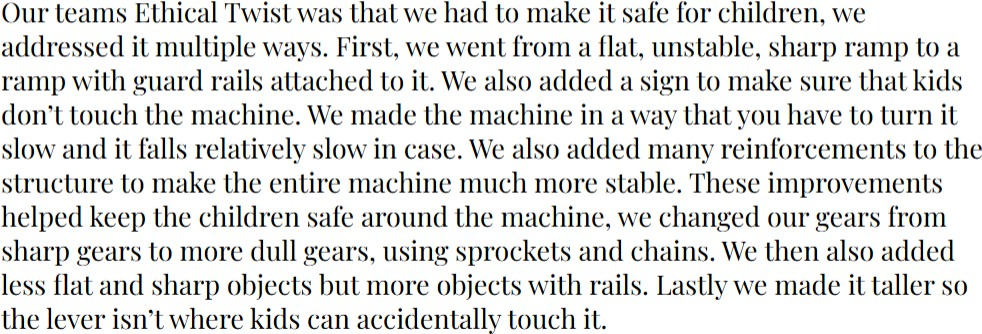 Our teams Ethical Twist was that we had to make it safe for children, we
addressed it multiple ways. First, we went from a flat, unstable, sharp ramp to a
ramp with guard rails attached to it. We also added a sign to make sure that kids
don’t touch the machine. We made the machine in a way that you have to turn it
slow and it falls relatively slow in case. We also added many reinforcements to the
structure to make the entire machine much more stable. These improvements
helped keep the children safe around the machine, we changed our gears from
sharp gears to more dull gears, using sprockets and chains. We then also added
less flat and sharp objects but more objects with rails. Lastly we made it taller so
the lever isn’t where kids can accidentally touch it.